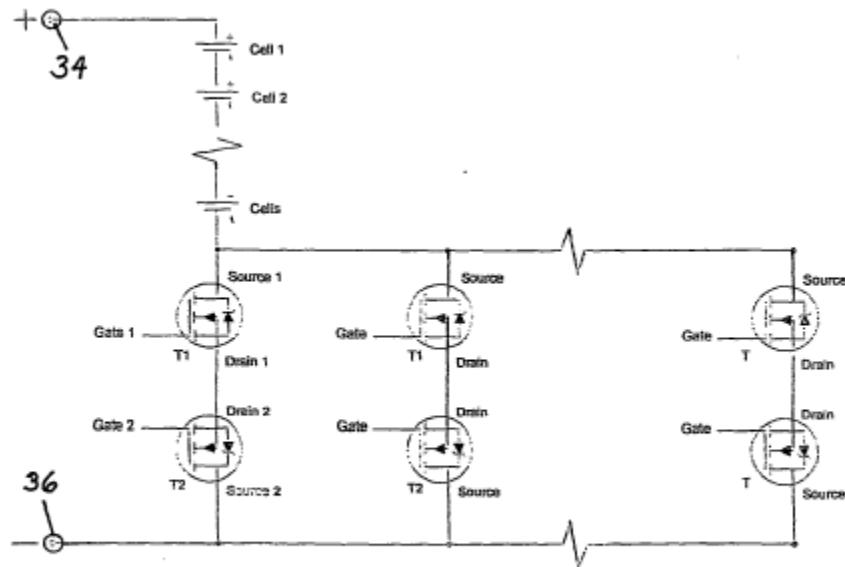 +
34
+
Cell 1
+
Cell 2
Cells
Source 1
Source
Source
Gate 1
Gate
Gate
T1
T1
T
Drain 1
Drain
Drain
Drain 2
Drain
Drain
Gate 2
Gate
Gate
T2
T2
T
Source 2
Source
Source
36
—